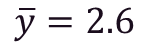 ȳ = 2.6